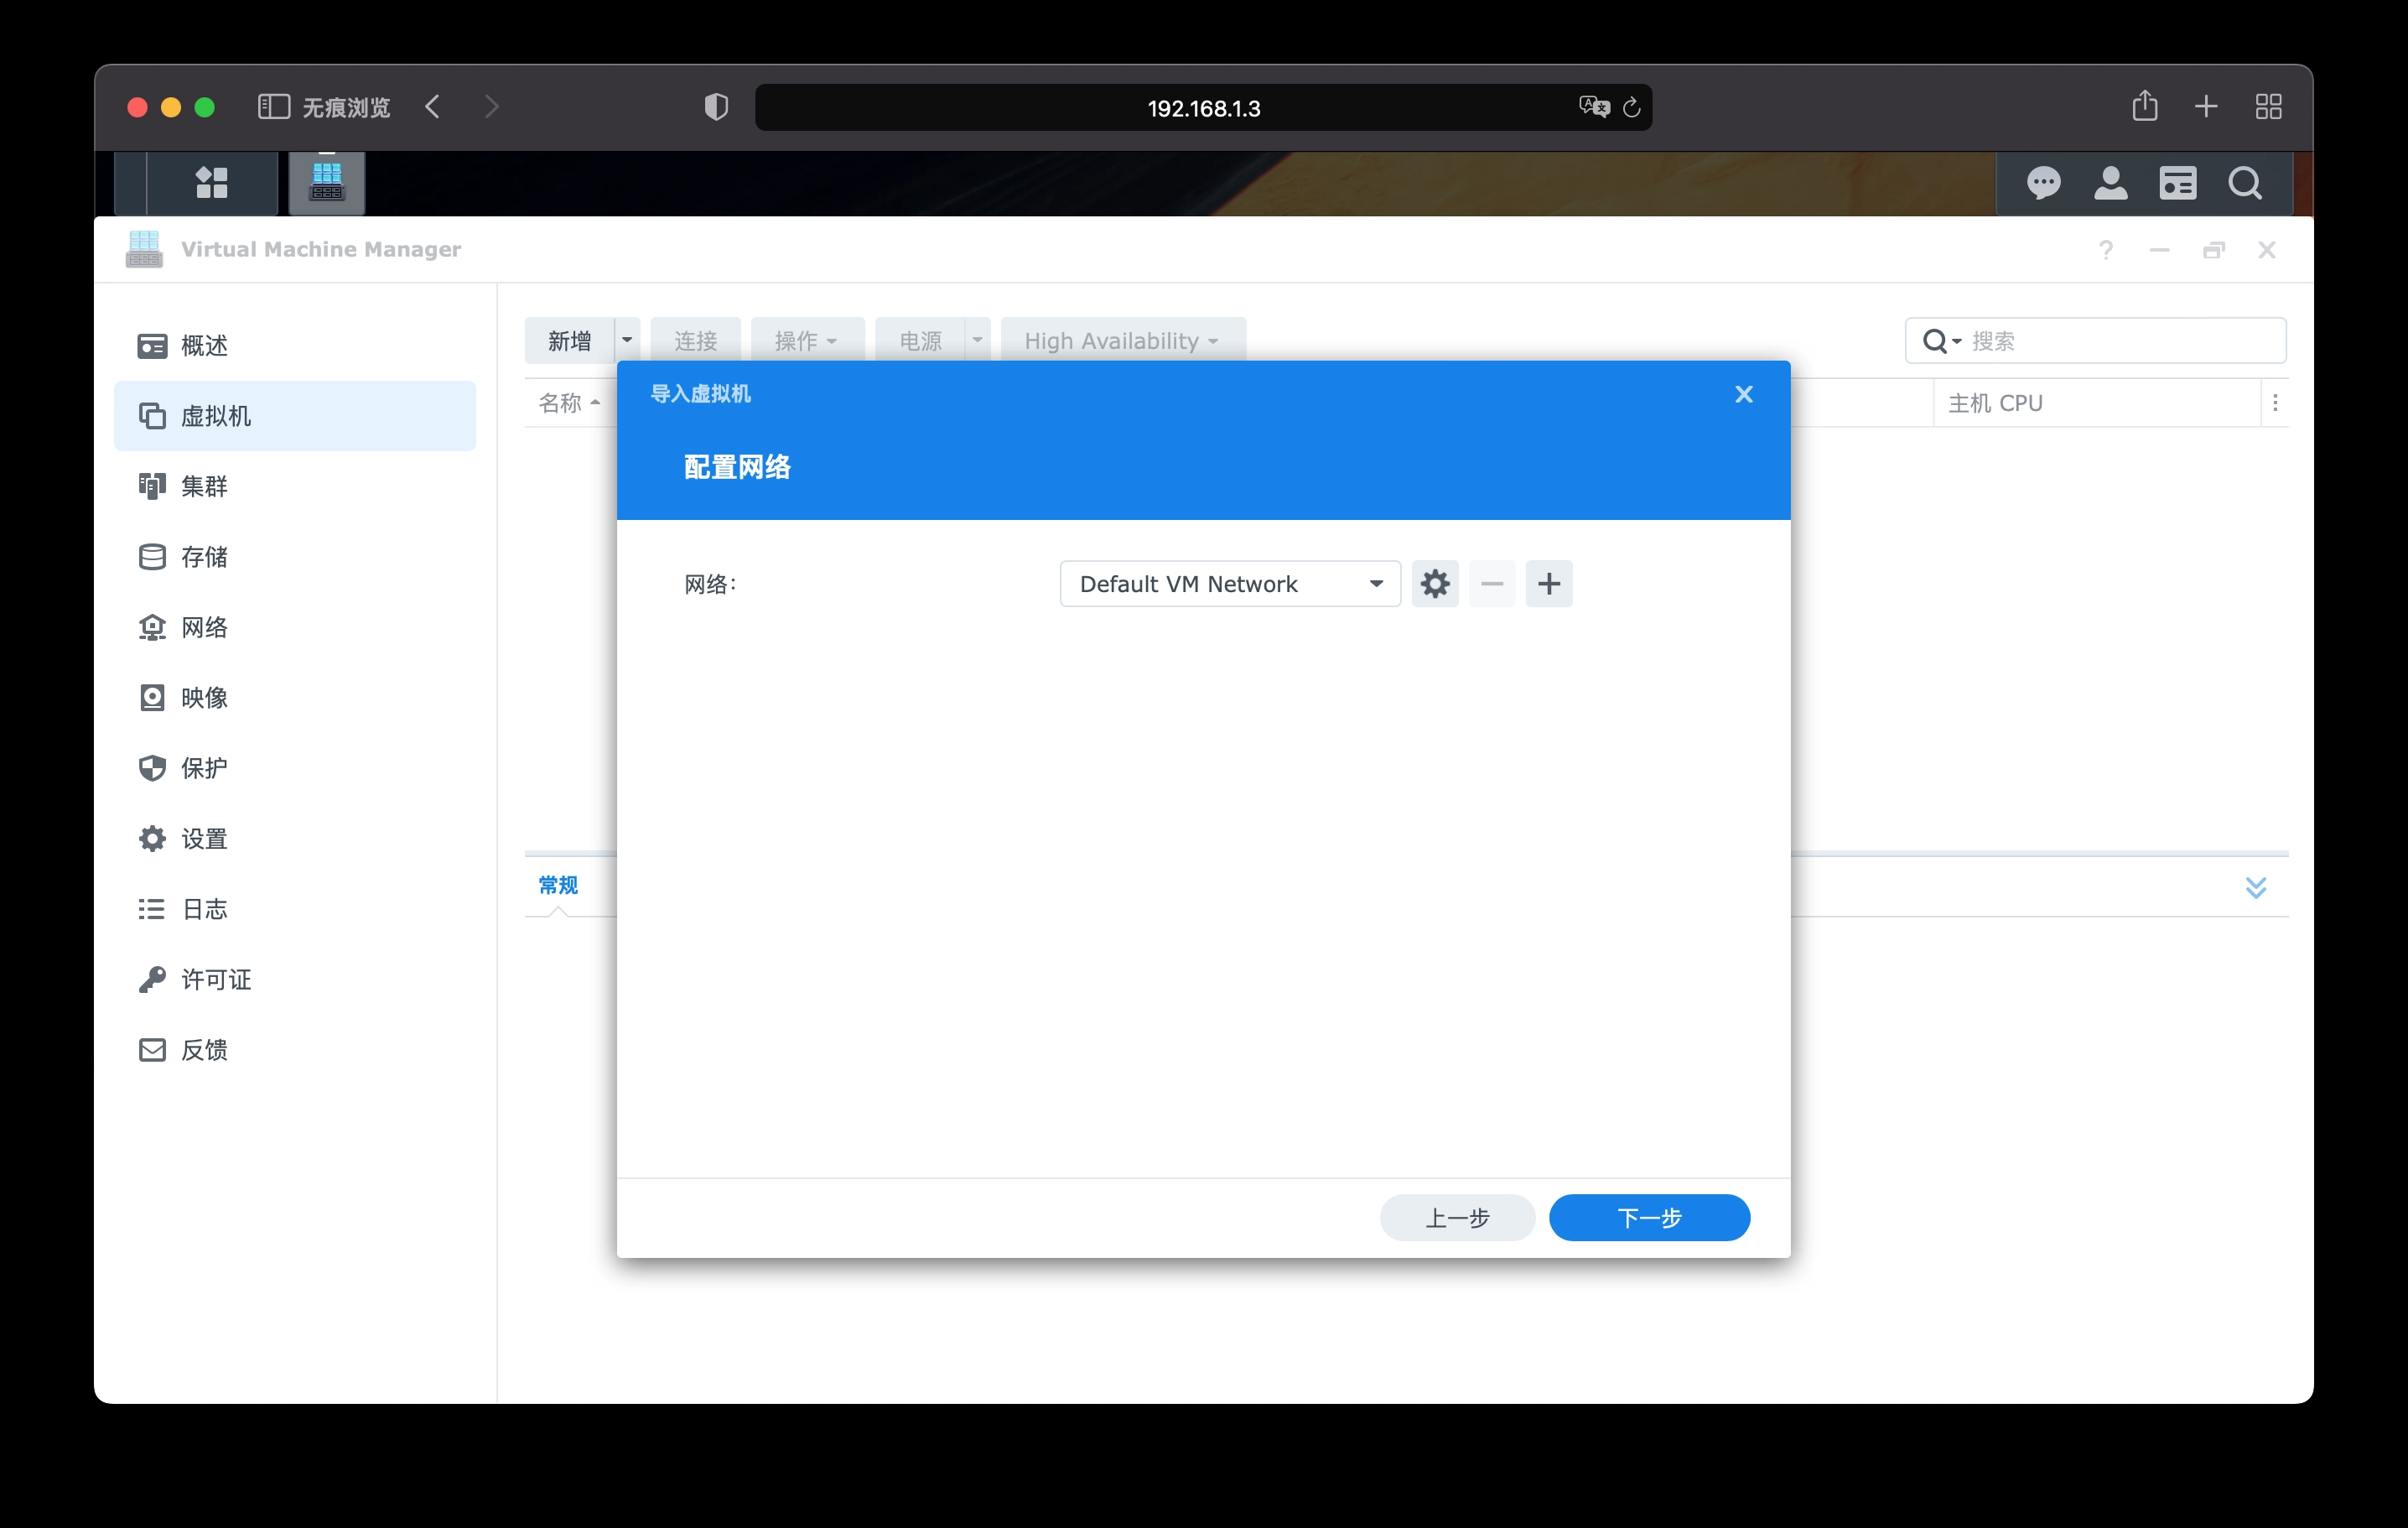 无痕浏览
192.168.1.3
Virtual Machine Manager
概述
虚拟机
集群
存储
网络
映像
保护
设置
日志
许可证
反馈
新增
连接
操作
电源
High Availability
搜索
名称
主机 CPU
导入虚拟机
配置网络
网络:
Default VM Network
常规
上一步
下一步